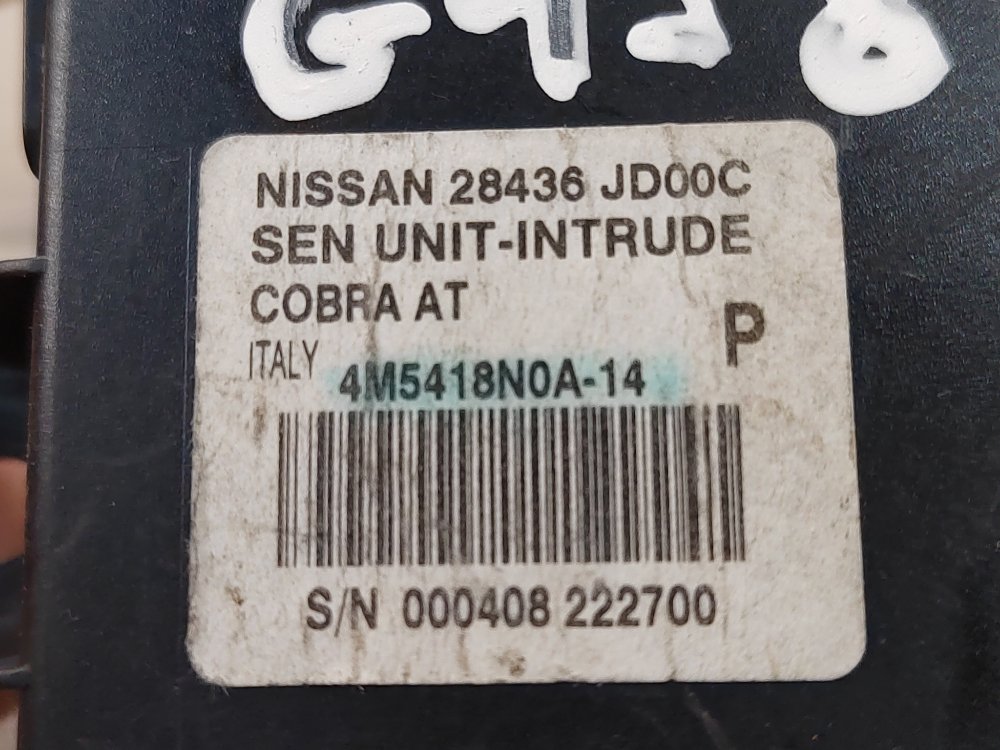 NISSAN 28436 JD00C
SEN UNIT-INTRUDE
COBRA AT
P
ITALY
4M5418N0A-14
S/N 000408 222700